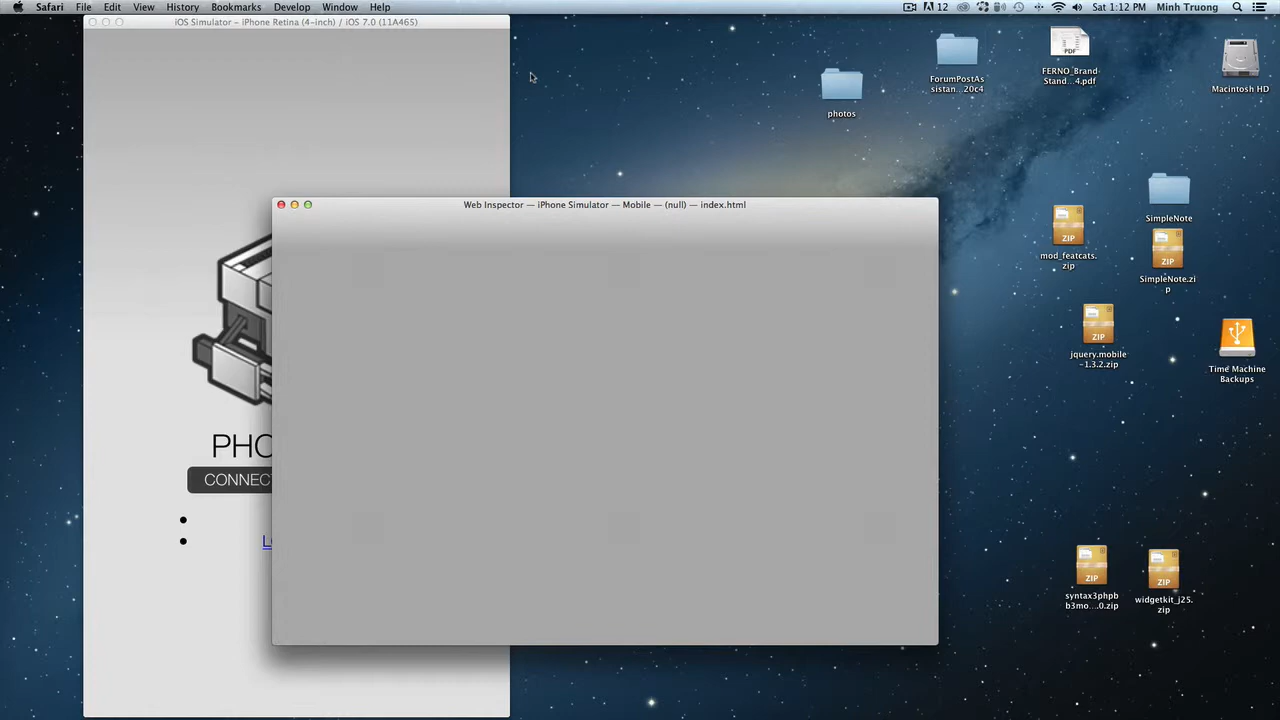 Safari File Edit View History Bookmarks Develop Window Help
12 Sat 1:12 PM Minh Truong
iOS Simulator – iPhone Retina (4-inch) / iOS 7.0 (11A465)
Web Inspector — iPhone Simulator — Mobile — (null) — index.html
PHO
CONNEC
L
photos
ForumPostAs
sistan...20c4
PDF
FERNO_Brand-
Stand...4.pdf
Macintosh HD
SimpleNote
ZIP
mod_featcats.
zip
ZIP
SimpleNote.zi
p
ZIP
jquery.mobile
-1.3.2.zip
Time Machine
Backups
ZIP
syntax3phpb
b3mo...0.zip
ZIP
widgetkit_j25.
zip